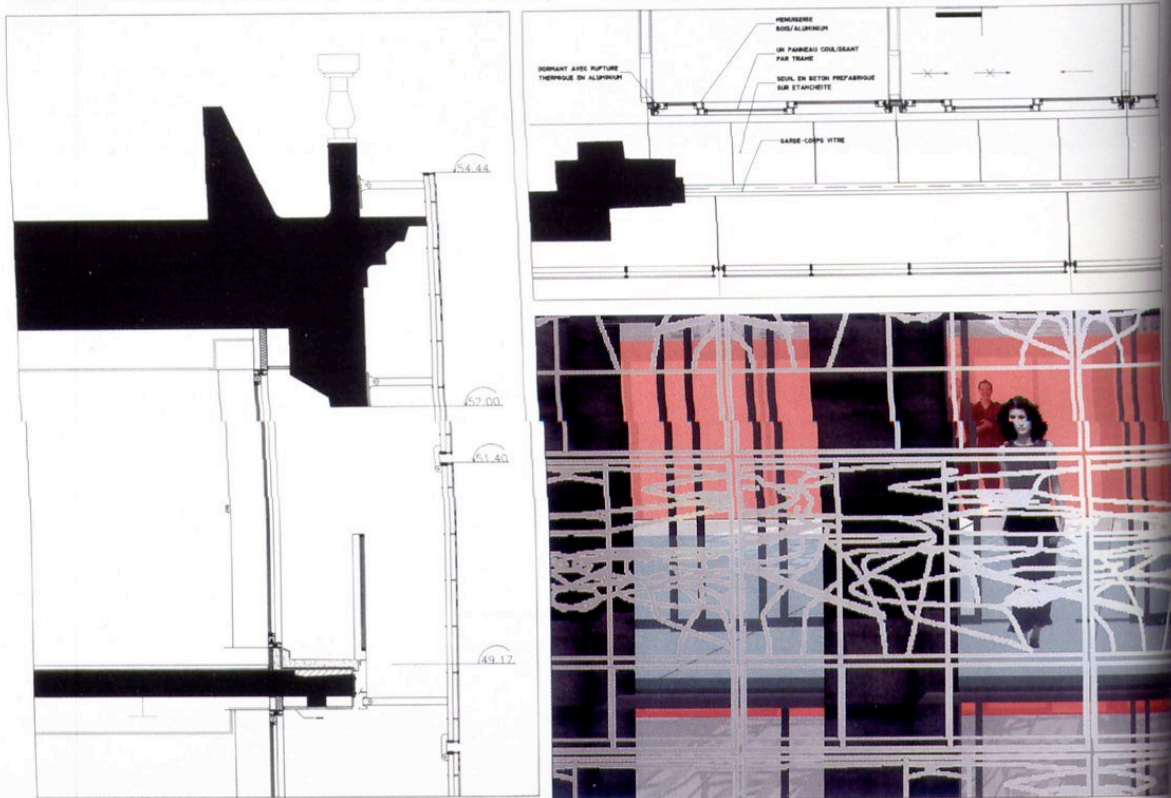 54.44
52.00
51.40
49.17
MENUISERIE
BOIS/ALUMINIUM
UN PANNEAU COULISSANT
PAR TRAME
DORMANT AVEC RUPTURE
THERMIQUE EN ALUMINIUM
SEUIL EN BETON PREFABRIQUE
SUR ETANCHEITE
GARDE-CORPS VITRE